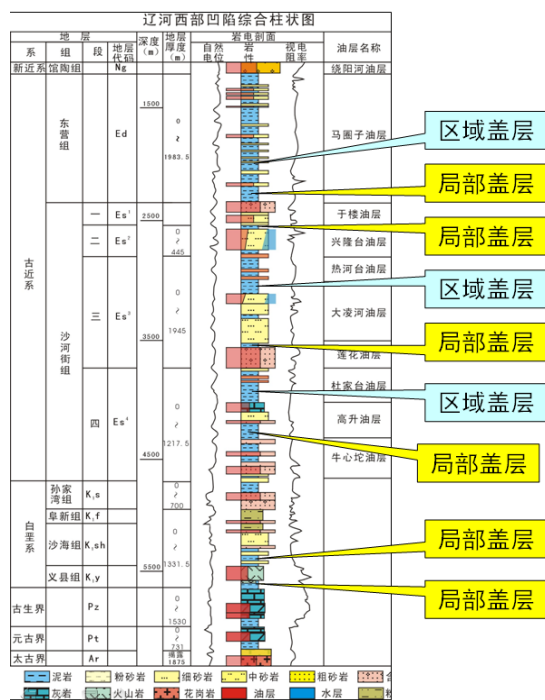 辽河西部凹陷综合柱状图
地 层
系 组 段 地层代码 深度(m) 地层厚度(m) 岩电剖面 油层名称
自然电位 岩性 视电阻率
新近系 馆陶组 Ng 绕阳河油层
1500
东营组 Ed 0～1983.5 马圈子油层
区域盖层
局部盖层
古近系 沙河街组
一 Es¹ 2500 于楼油层
局部盖层
二 Es² 0～445 兴隆台油层
热河台油层
区域盖层
三 Es³ 0～1945 大凌河油层
3500
局部盖层
莲花油层
杜家台油层
区域盖层
四 Es⁴ 0～1217.5 高升油层
局部盖层
4500 牛心坨油层
白垩系 孙家湾组 K₁s 0～700
阜新组 K₁f
沙海组 K₁sh 0～1331.5
局部盖层
5500
义县组 K₁y
局部盖层
古生界 Pz 0～1530
元古界 Pt 0～731
太古界 Ar 揭露1875
泥岩 粉砂岩 细砂岩 中砂岩 粗砂岩
灰岩 火山岩 花岗岩 油层 水层